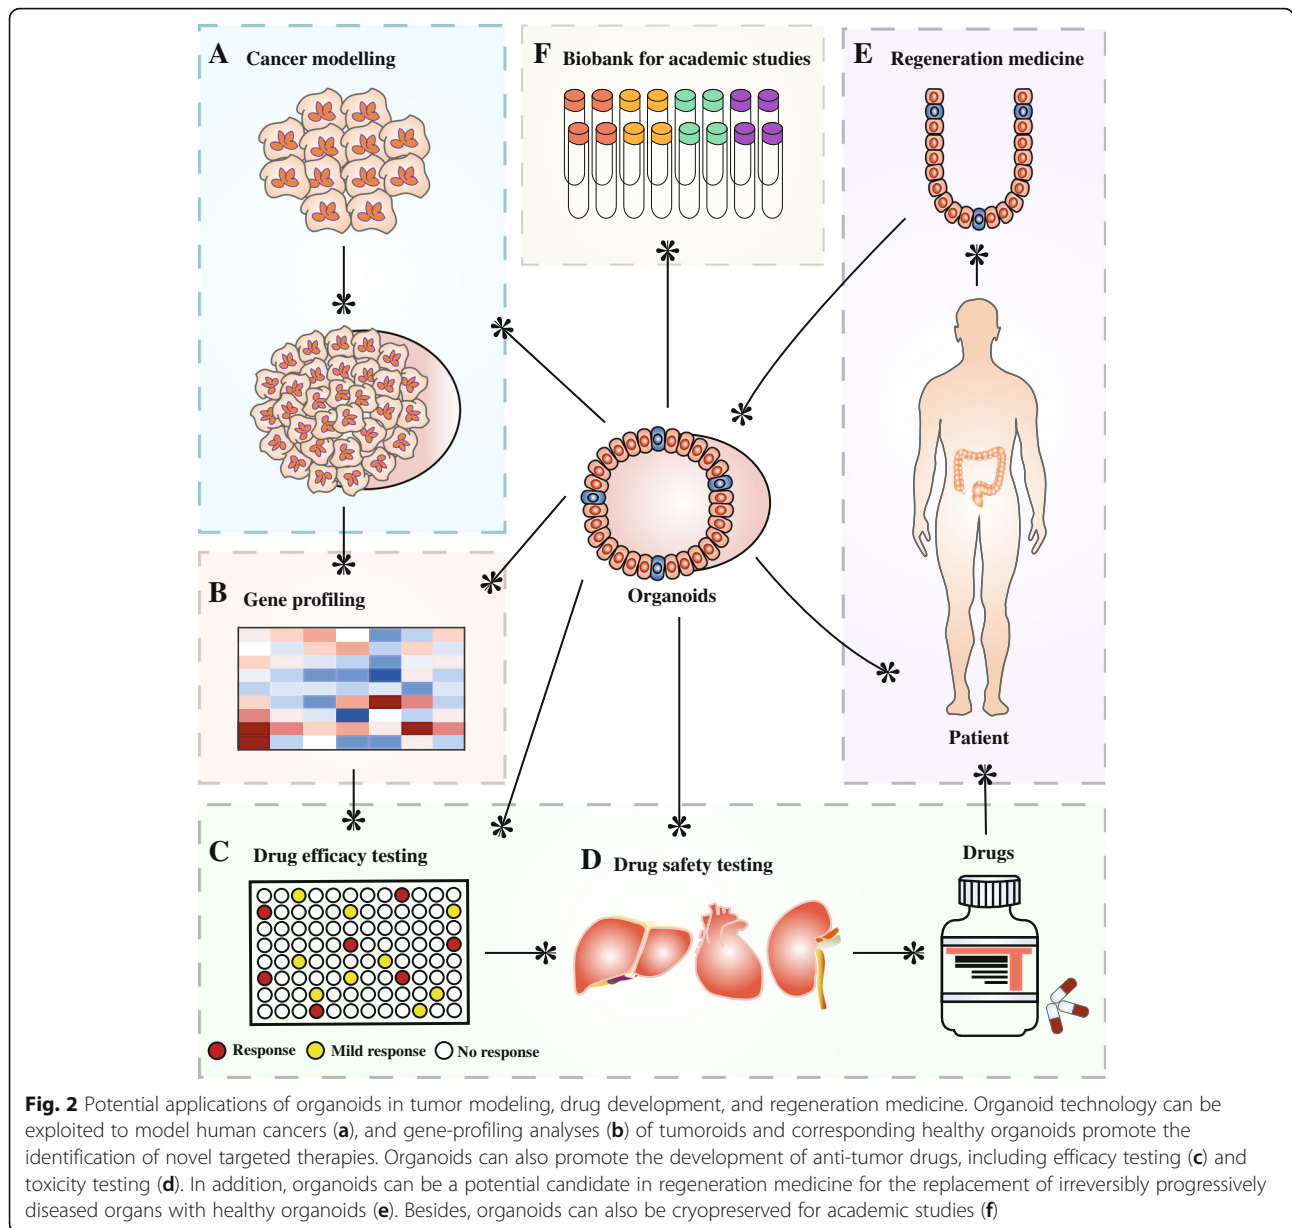 A Cancer modelling
F Biobank for academic studies
E Regeneration medicine
Organoids
B Gene profiling
Patient
C Drug efficacy testing
D Drug safety testing
Drugs
Response Mild response No response
Fig. 2 Potential applications of organoids in tumor modeling, drug development, and regeneration medicine. Organoid technology can be
exploited to model human cancers (a), and gene-profiling analyses (b) of tumoroids and corresponding healthy organoids promote the
identification of novel targeted therapies. Organoids can also promote the development of anti-tumor drugs, including efficacy testing (c) and
toxicity testing (d). In addition, organoids can be a potential candidate in regeneration medicine for the replacement of irreversibly progressively
diseased organs with healthy organoids (e). Besides, organoids can also be cryopreserved for academic studies (f)